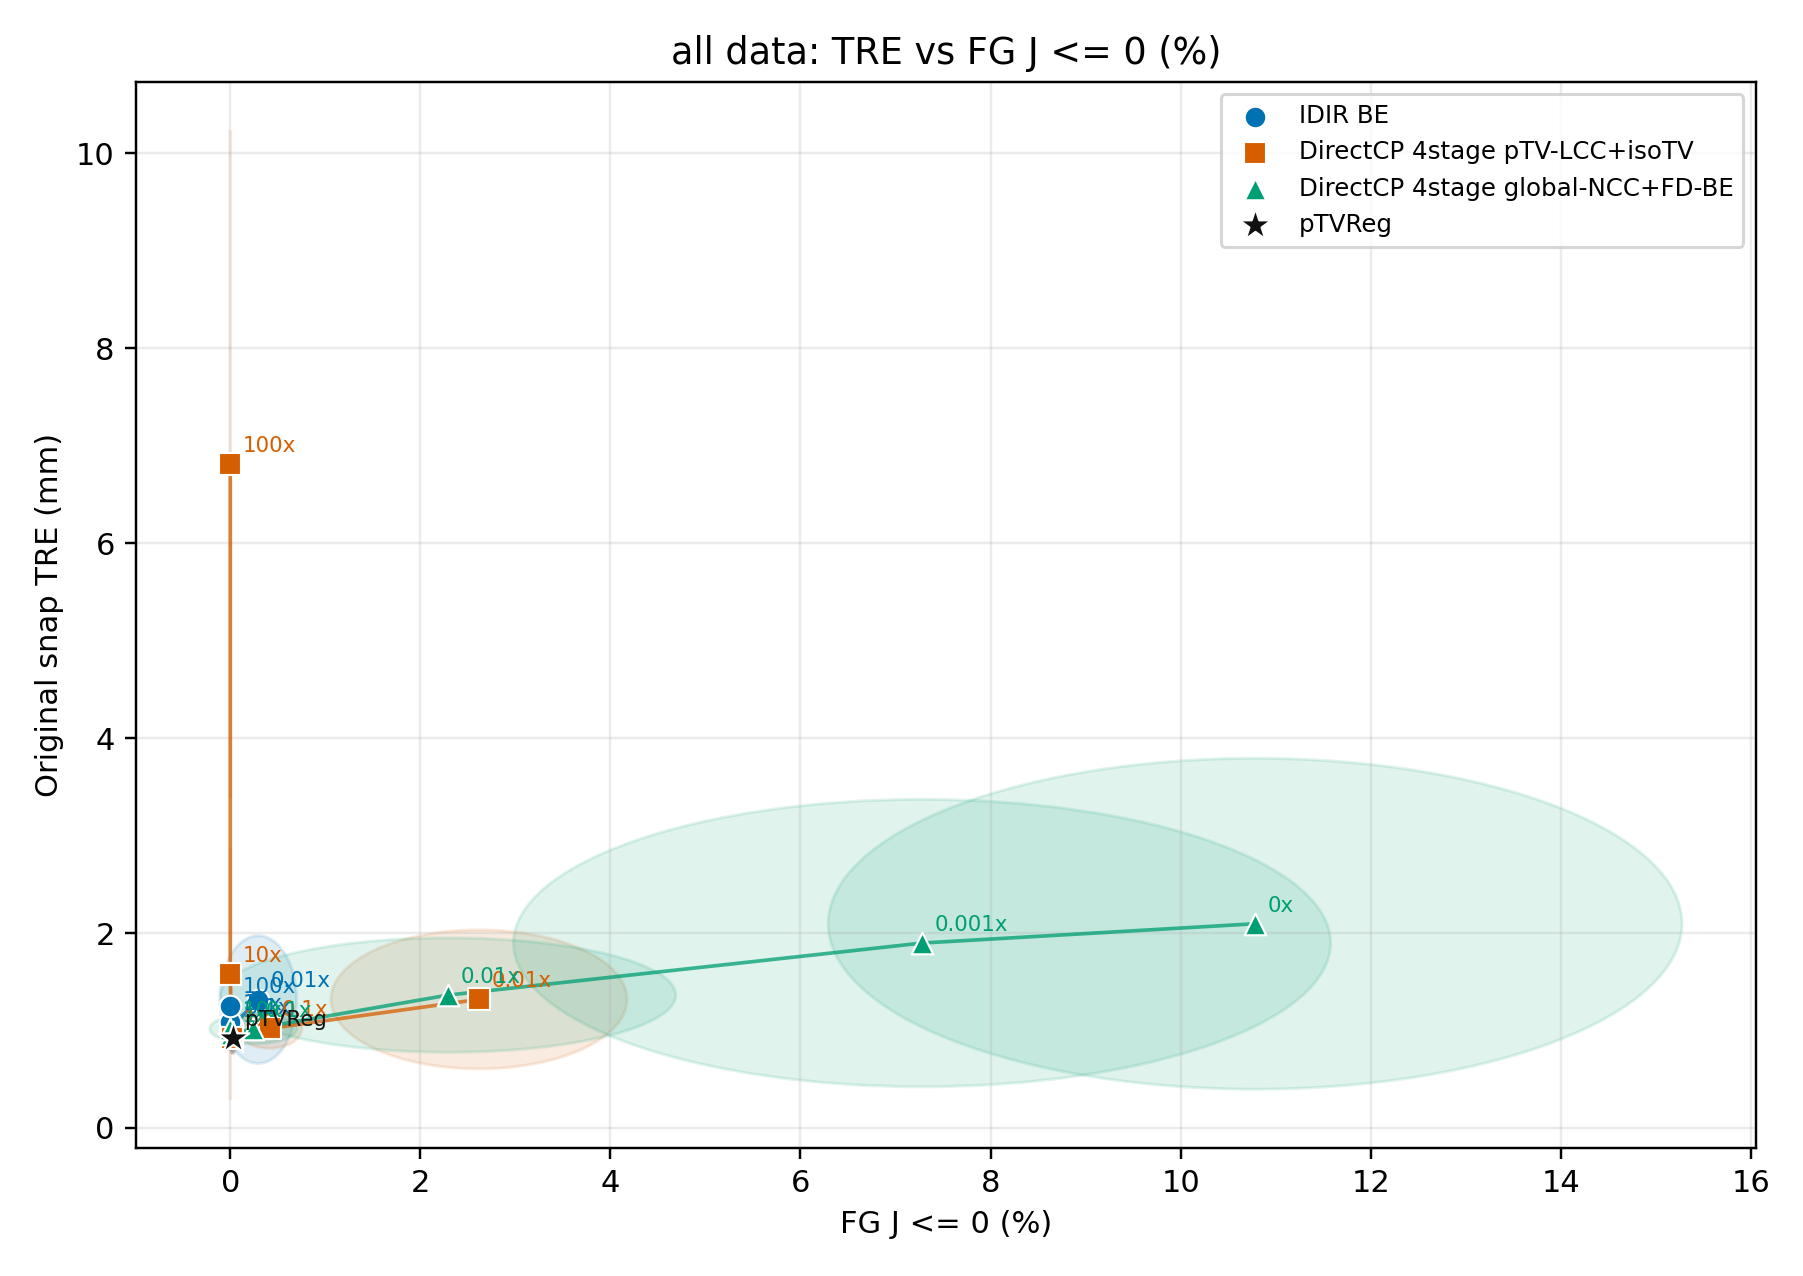 all data: TRE vs FG J <= 0 (%)
IDIR BE
DirectCP 4stage pTV-LCC+isoTV
DirectCP 4stage global-NCC+FD-BE
pTVReg
Original snap TRE (mm)
10
8
6
4
2
0
100x
10x
0.01x
100x
0.01x
0.01x
0.001x
0x
pTVReg
0 2 4 6 8 10 12 14 16
FG J <= 0 (%)